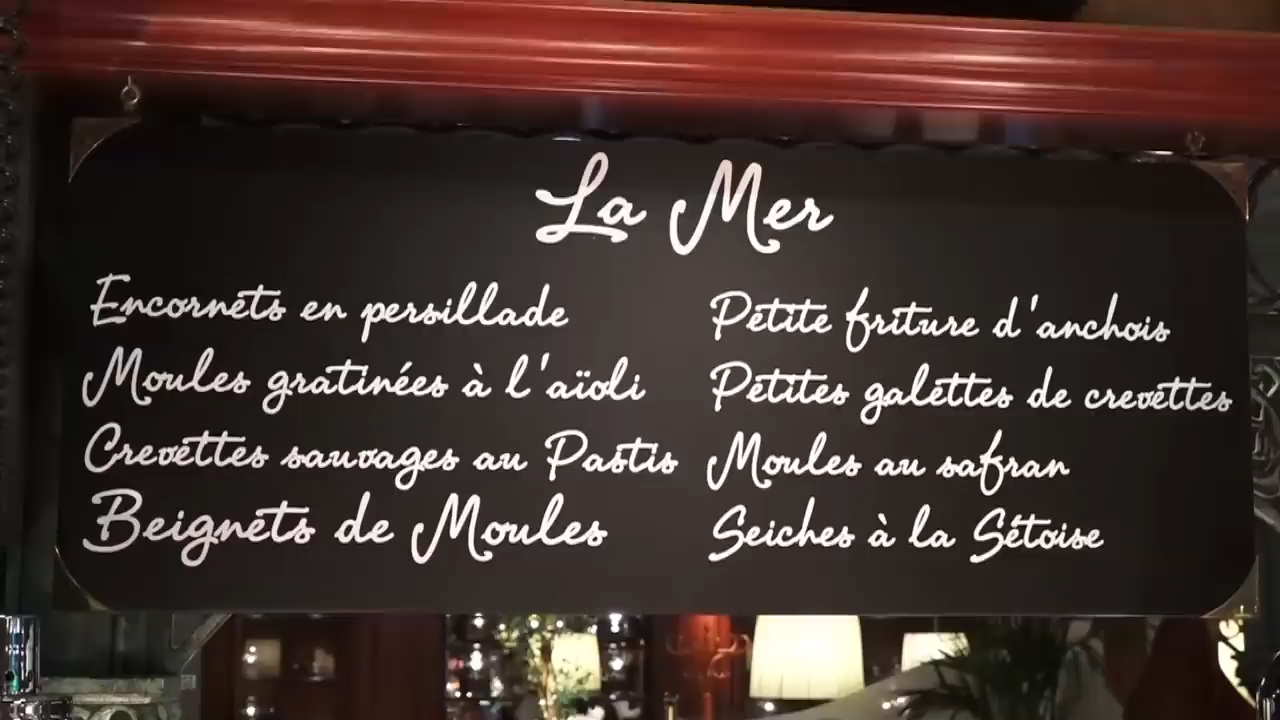 La Mer
Encornets en persillade
Moules gratinées à l'aïoli
Crevettes sauvages au Pastis
Beignets de Moules
Petite friture d'anchois
Petites galettes de crevettes
Moules au safran
Seiches à la Sétoise